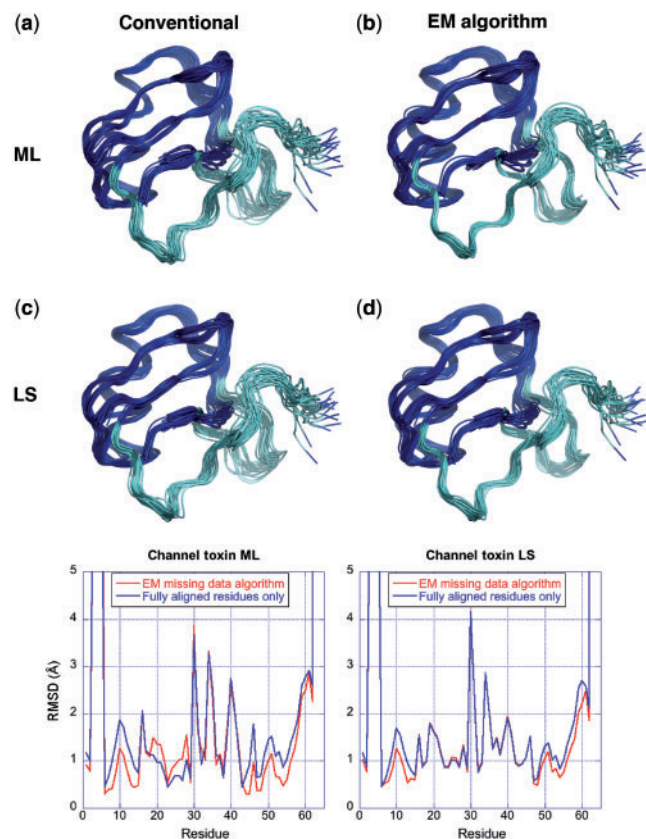 (a) Conventional
(b) EM algorithm
ML
(c)
(d)
LS
Channel toxin ML
EM missing data algorithm
Fully aligned residues only
RMSD (Å)
5
4
3
2
1
0
0 10 20 30 40 50 60
Residue
Channel toxin LS
EM missing data algorithm
Fully aligned residues only
5
4
3
2
1
0
0 10 20 30 40 50 60
Residue